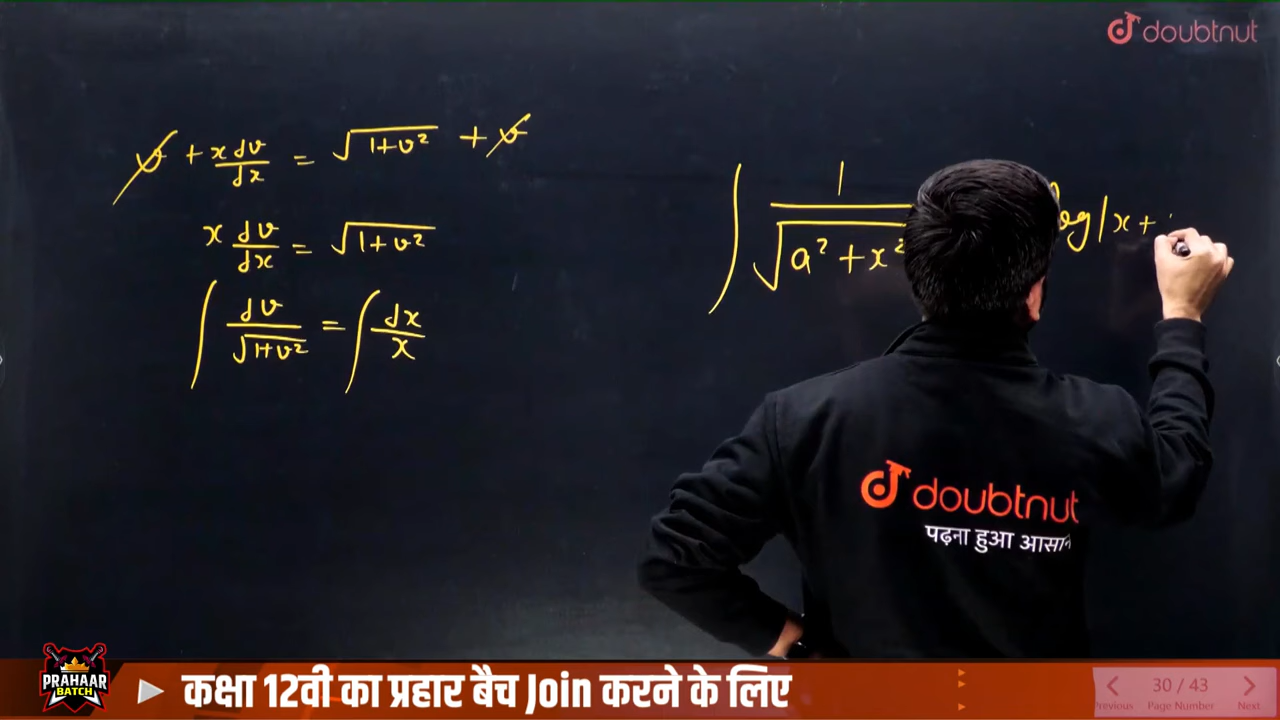 doubtnut
v + x dv/dx = √(1+v²) + v
x dv/dx = √(1+v²)
∫ dv/√(1+v²) = ∫ dx/x
∫ 1/√(a²+x²
log|x+
doubtnut
पढ़ना हुआ आसान
PRAHAAR
BATCH
कक्षा 12वी का प्रहार बैच Join करने के लिए
30 / 43
Previous Page Number Next